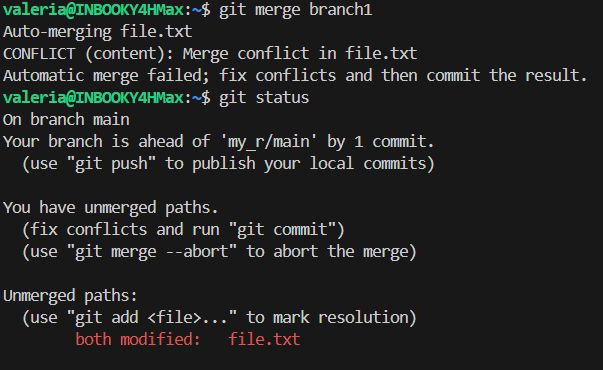 valeria@INBOOKY4HMax:~$ git merge branch1
Auto-merging file.txt
CONFLICT (content): Merge conflict in file.txt
Automatic merge failed; fix conflicts and then commit the result.
valeria@INBOOKY4HMax:~$ git status
On branch main
Your branch is ahead of 'my_r/main' by 1 commit.
  (use "git push" to publish your local commits)

You have unmerged paths.
  (fix conflicts and run "git commit")
  (use "git merge --abort" to abort the merge)

Unmerged paths:
  (use "git add <file>..." to mark resolution)
        both modified:   file.txt